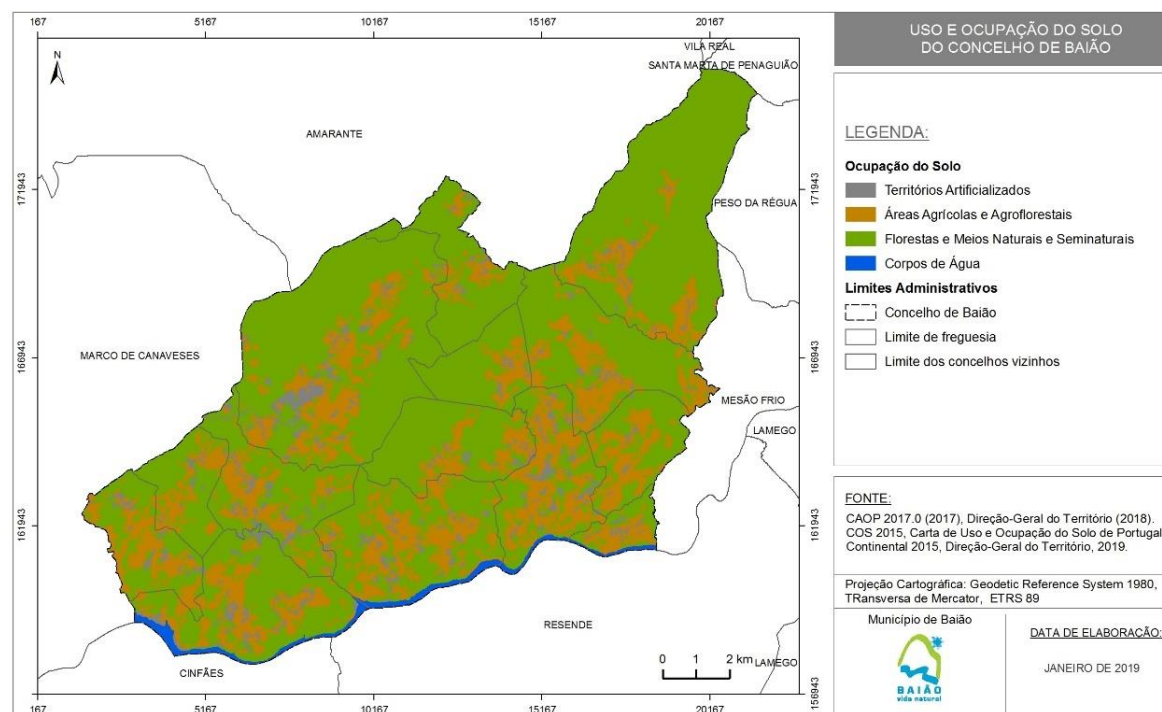 167
5167
10167
15167
20167
N
VILA REAL
SANTA MARTA DE PENAGUIÃO
AMARANTE
171943
171943
PESO DA RÉGUA
MARCO DE CANAVESES
166943
166943
MESÃO FRIO
LAMEGO
161943
161943
RESENDE
CINFÃES
LAMEGO
0 1 2 km
156943
167
5167
10167
15167
20167
USO E OCUPAÇÃO DO SOLO
DO CONCELHO DE BAIÃO
LEGENDA:
Ocupação do Solo
Territórios Artificializados
Áreas Agrícolas e Agroflorestais
Florestas e Meios Naturais e Seminaturais
Corpos de Água
Limites Administrativos
Concelho de Baião
Limite de freguesia
Limite dos concelhos vizinhos
FONTE:
CAOP 2017.0 (2017), Direção-Geral do Território (2018).
COS 2015, Carta de Uso e Ocupação do Solo de Portugal
Continental 2015, Direção-Geral do Território, 2019.
Projeção Cartográfica: Geodetic Reference System 1980,
TRansversa de Mercator, ETRS 89
Município de Baião
BAIÃO
vida natural
DATA DE ELABORAÇÃO:
JANEIRO DE 2019